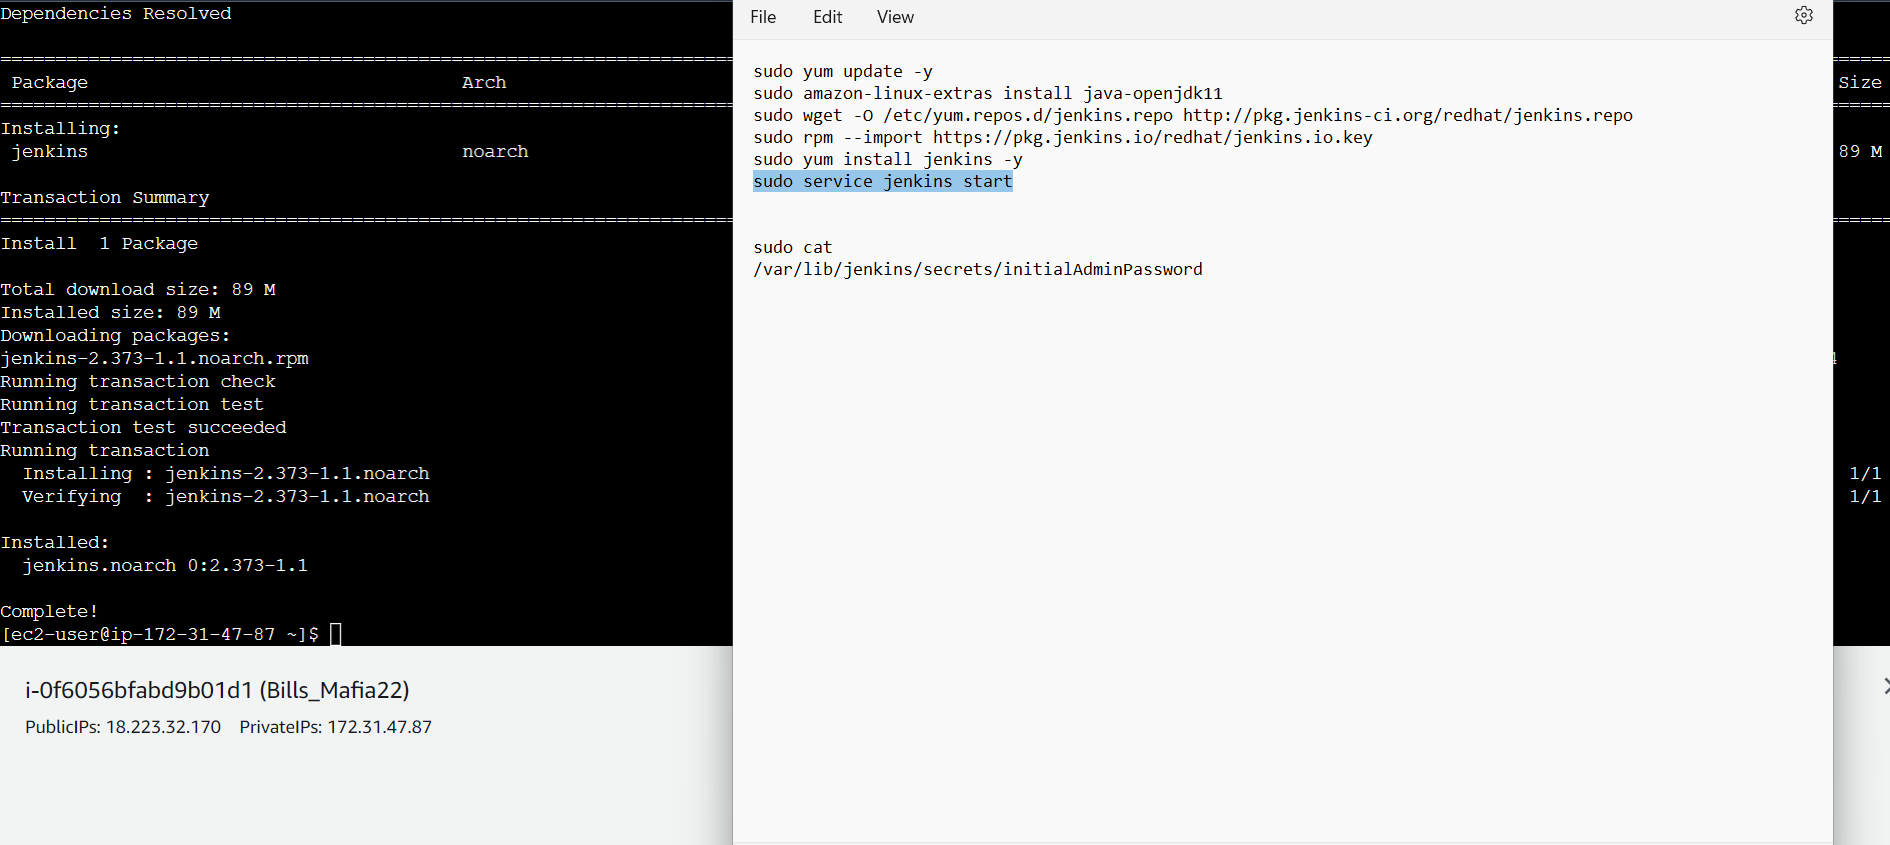 Dependencies Resolved
================================================================
Package Arch Size
================================================================
Installing:
jenkins noarch 89 M
Transaction Summary
================================================================
Install  1 Package
Total download size: 89 M
Installed size: 89 M
Downloading packages:
jenkins-2.373-1.1.noarch.rpm
Running transaction check
Running transaction test
Transaction test succeeded
Running transaction
  Installing : jenkins-2.373-1.1.noarch 1/1
  Verifying  : jenkins-2.373-1.1.noarch 1/1
Installed:
  jenkins.noarch 0:2.373-1.1
Complete!
[ec2-user@ip-172-31-47-87 ~]$
i-0f6056bfabd9b01d1 (Bills_Mafia22)
PublicIPs: 18.223.32.170 PrivateIPs: 172.31.47.87
File Edit View
sudo yum update -y
sudo amazon-linux-extras install java-openjdk11
sudo wget -O /etc/yum.repos.d/jenkins.repo http://pkg.jenkins-ci.org/redhat/jenkins.repo
sudo rpm --import https://pkg.jenkins.io/redhat/jenkins.io.key
sudo yum install jenkins -y
sudo service jenkins start
sudo cat
/var/lib/jenkins/secrets/initialAdminPassword